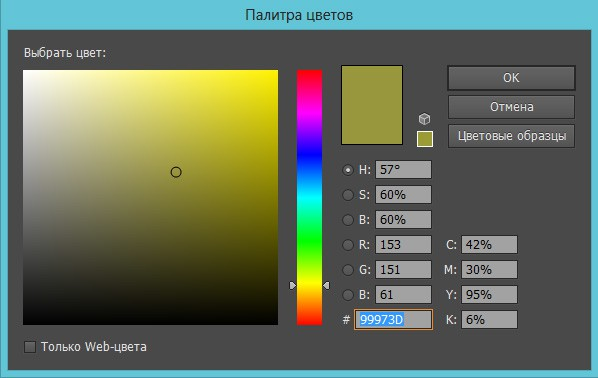 Палитра цветов
Выбрать цвет:
OK
Отмена
Цветовые образцы
H: 57°
S: 60%
B: 60%
R: 153 C: 42%
G: 151 M: 30%
B: 61 Y: 95%
# 99973D K: 6%
Только Web-цвета